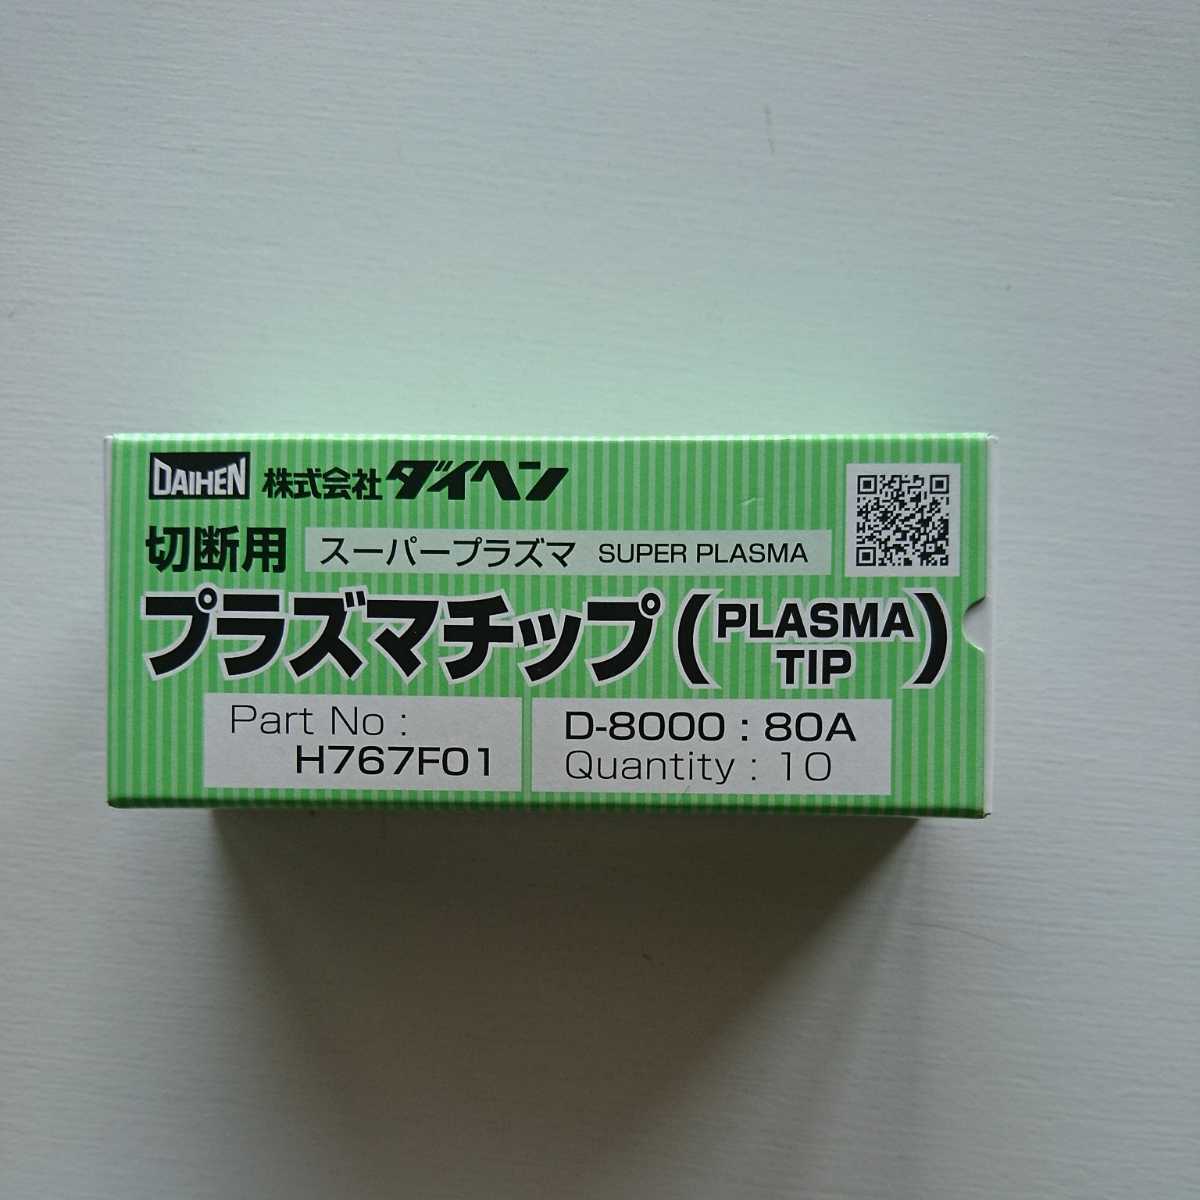 DAIHEN 株式会社ダイヘン
切断用 スーパープラズマ SUPER PLASMA
プラズマチップ(PLASMA TIP)
Part No :
H767F01
D-8000 : 80A
Quantity : 10